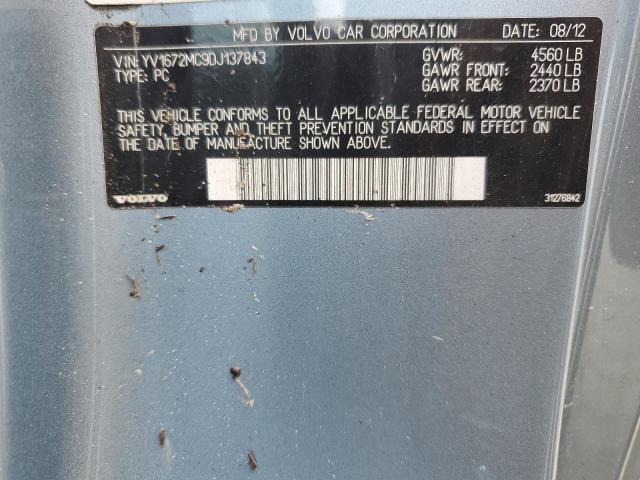 MFD BY VOLVO CAR CORPORATION DATE: 08/12
VIN: YV1672MC9DJ137843 GVWR: 4560 LB
TYPE: PC GAWR FRONT: 2440 LB
GAWR REAR: 2370 LB
THIS VEHICLE CONFORMS TO ALL APPLICABLE FEDERAL MOTOR VEHICLE
SAFETY, BUMPER AND THEFT PREVENTION STANDARDS IN EFFECT ON
THE DATE OF MANUFACTURE SHOWN ABOVE.
VOLVO 31276842